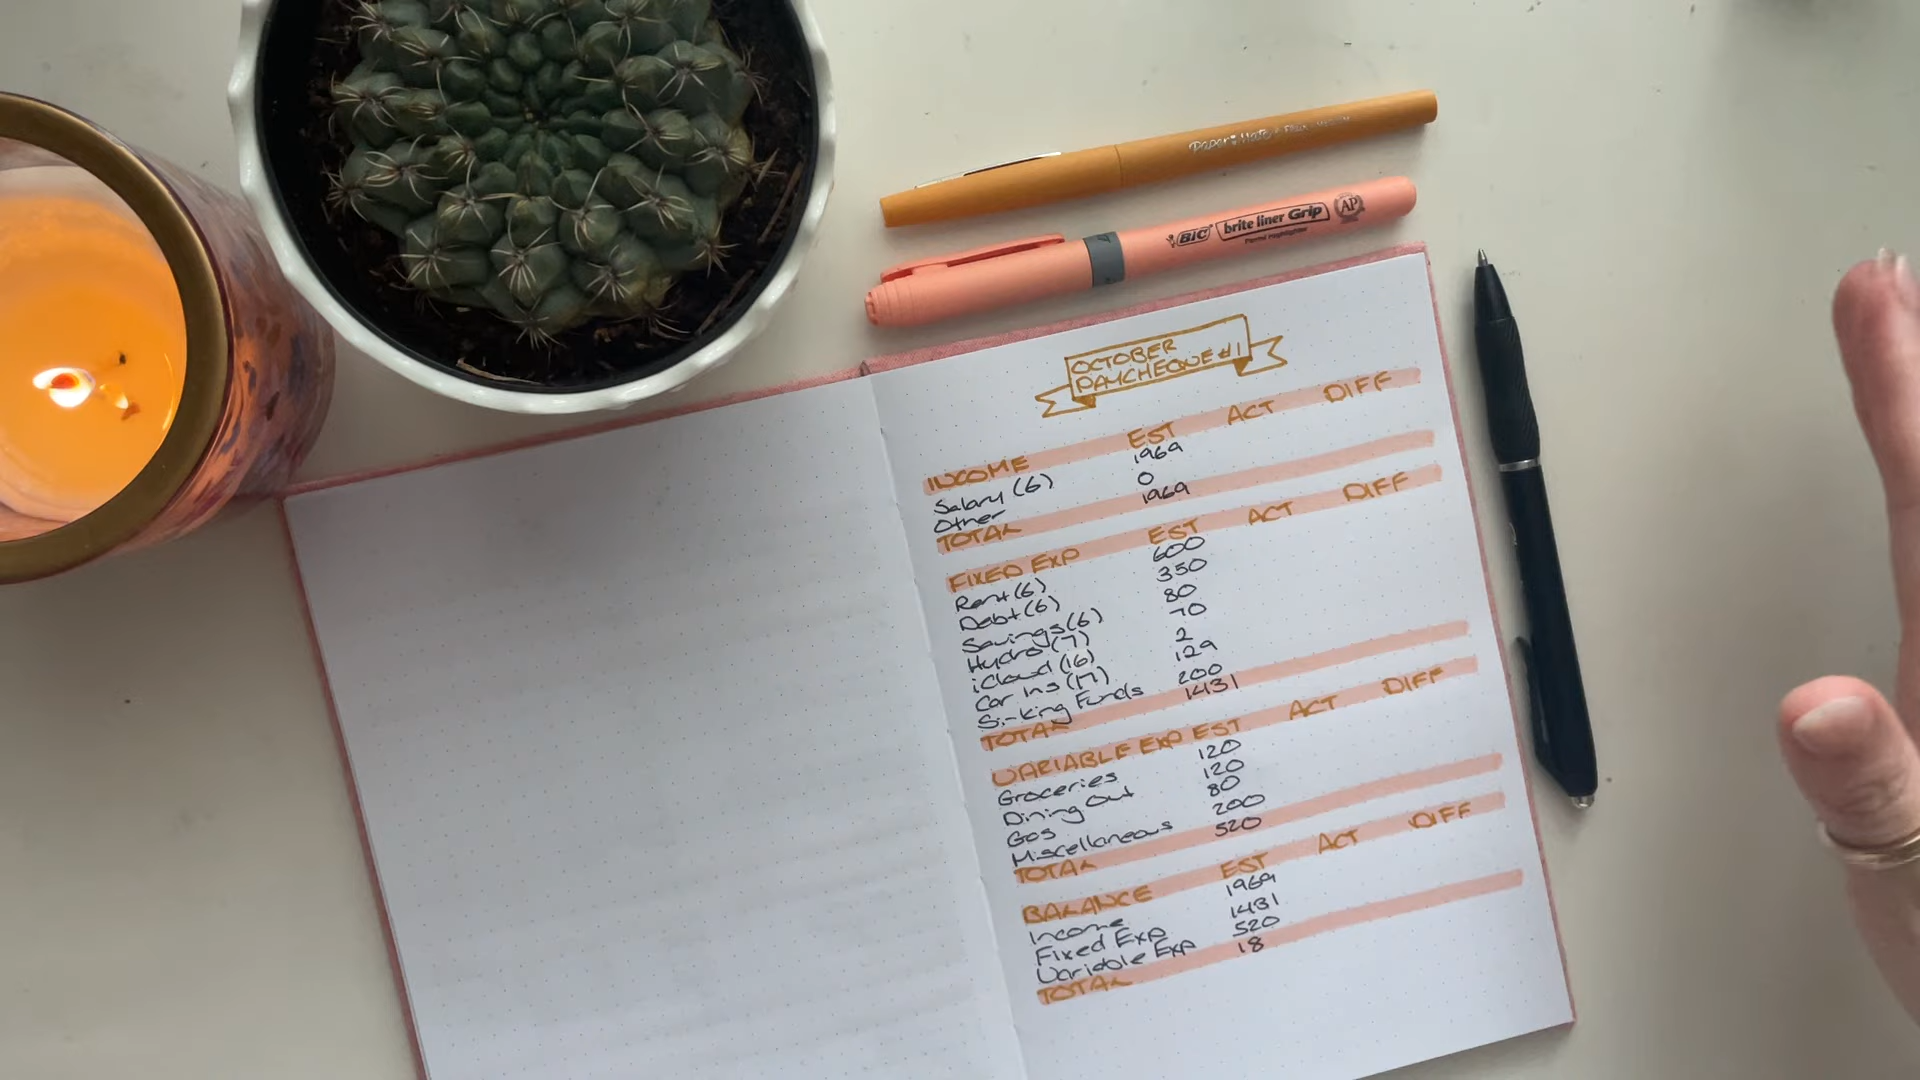 Paper Mate
BIC brite liner Grip AP
OCTOBER
PAYCHEQUE #1
INCOME EST ACT DIFF
Salary (6) 1969
Other 0
TOTAL 1969
FIXED EXP EST ACT DIFF
Rent (6) 600
Debt (6) 350
Savings (6) 80
Hydro (7) 70
iCloud (16) 2
Car Ins (17) 129
Sinking Funds 200
TOTAL 1431
VARIABLE EXP EST ACT DIFF
Groceries 120
Dining Out 120
Gas 80
Miscellaneous 200
TOTAL 520
BALANCE EST ACT DIFF
Income 1969
Fixed Exp 1431
Variable Exp 520
TOTAL 18